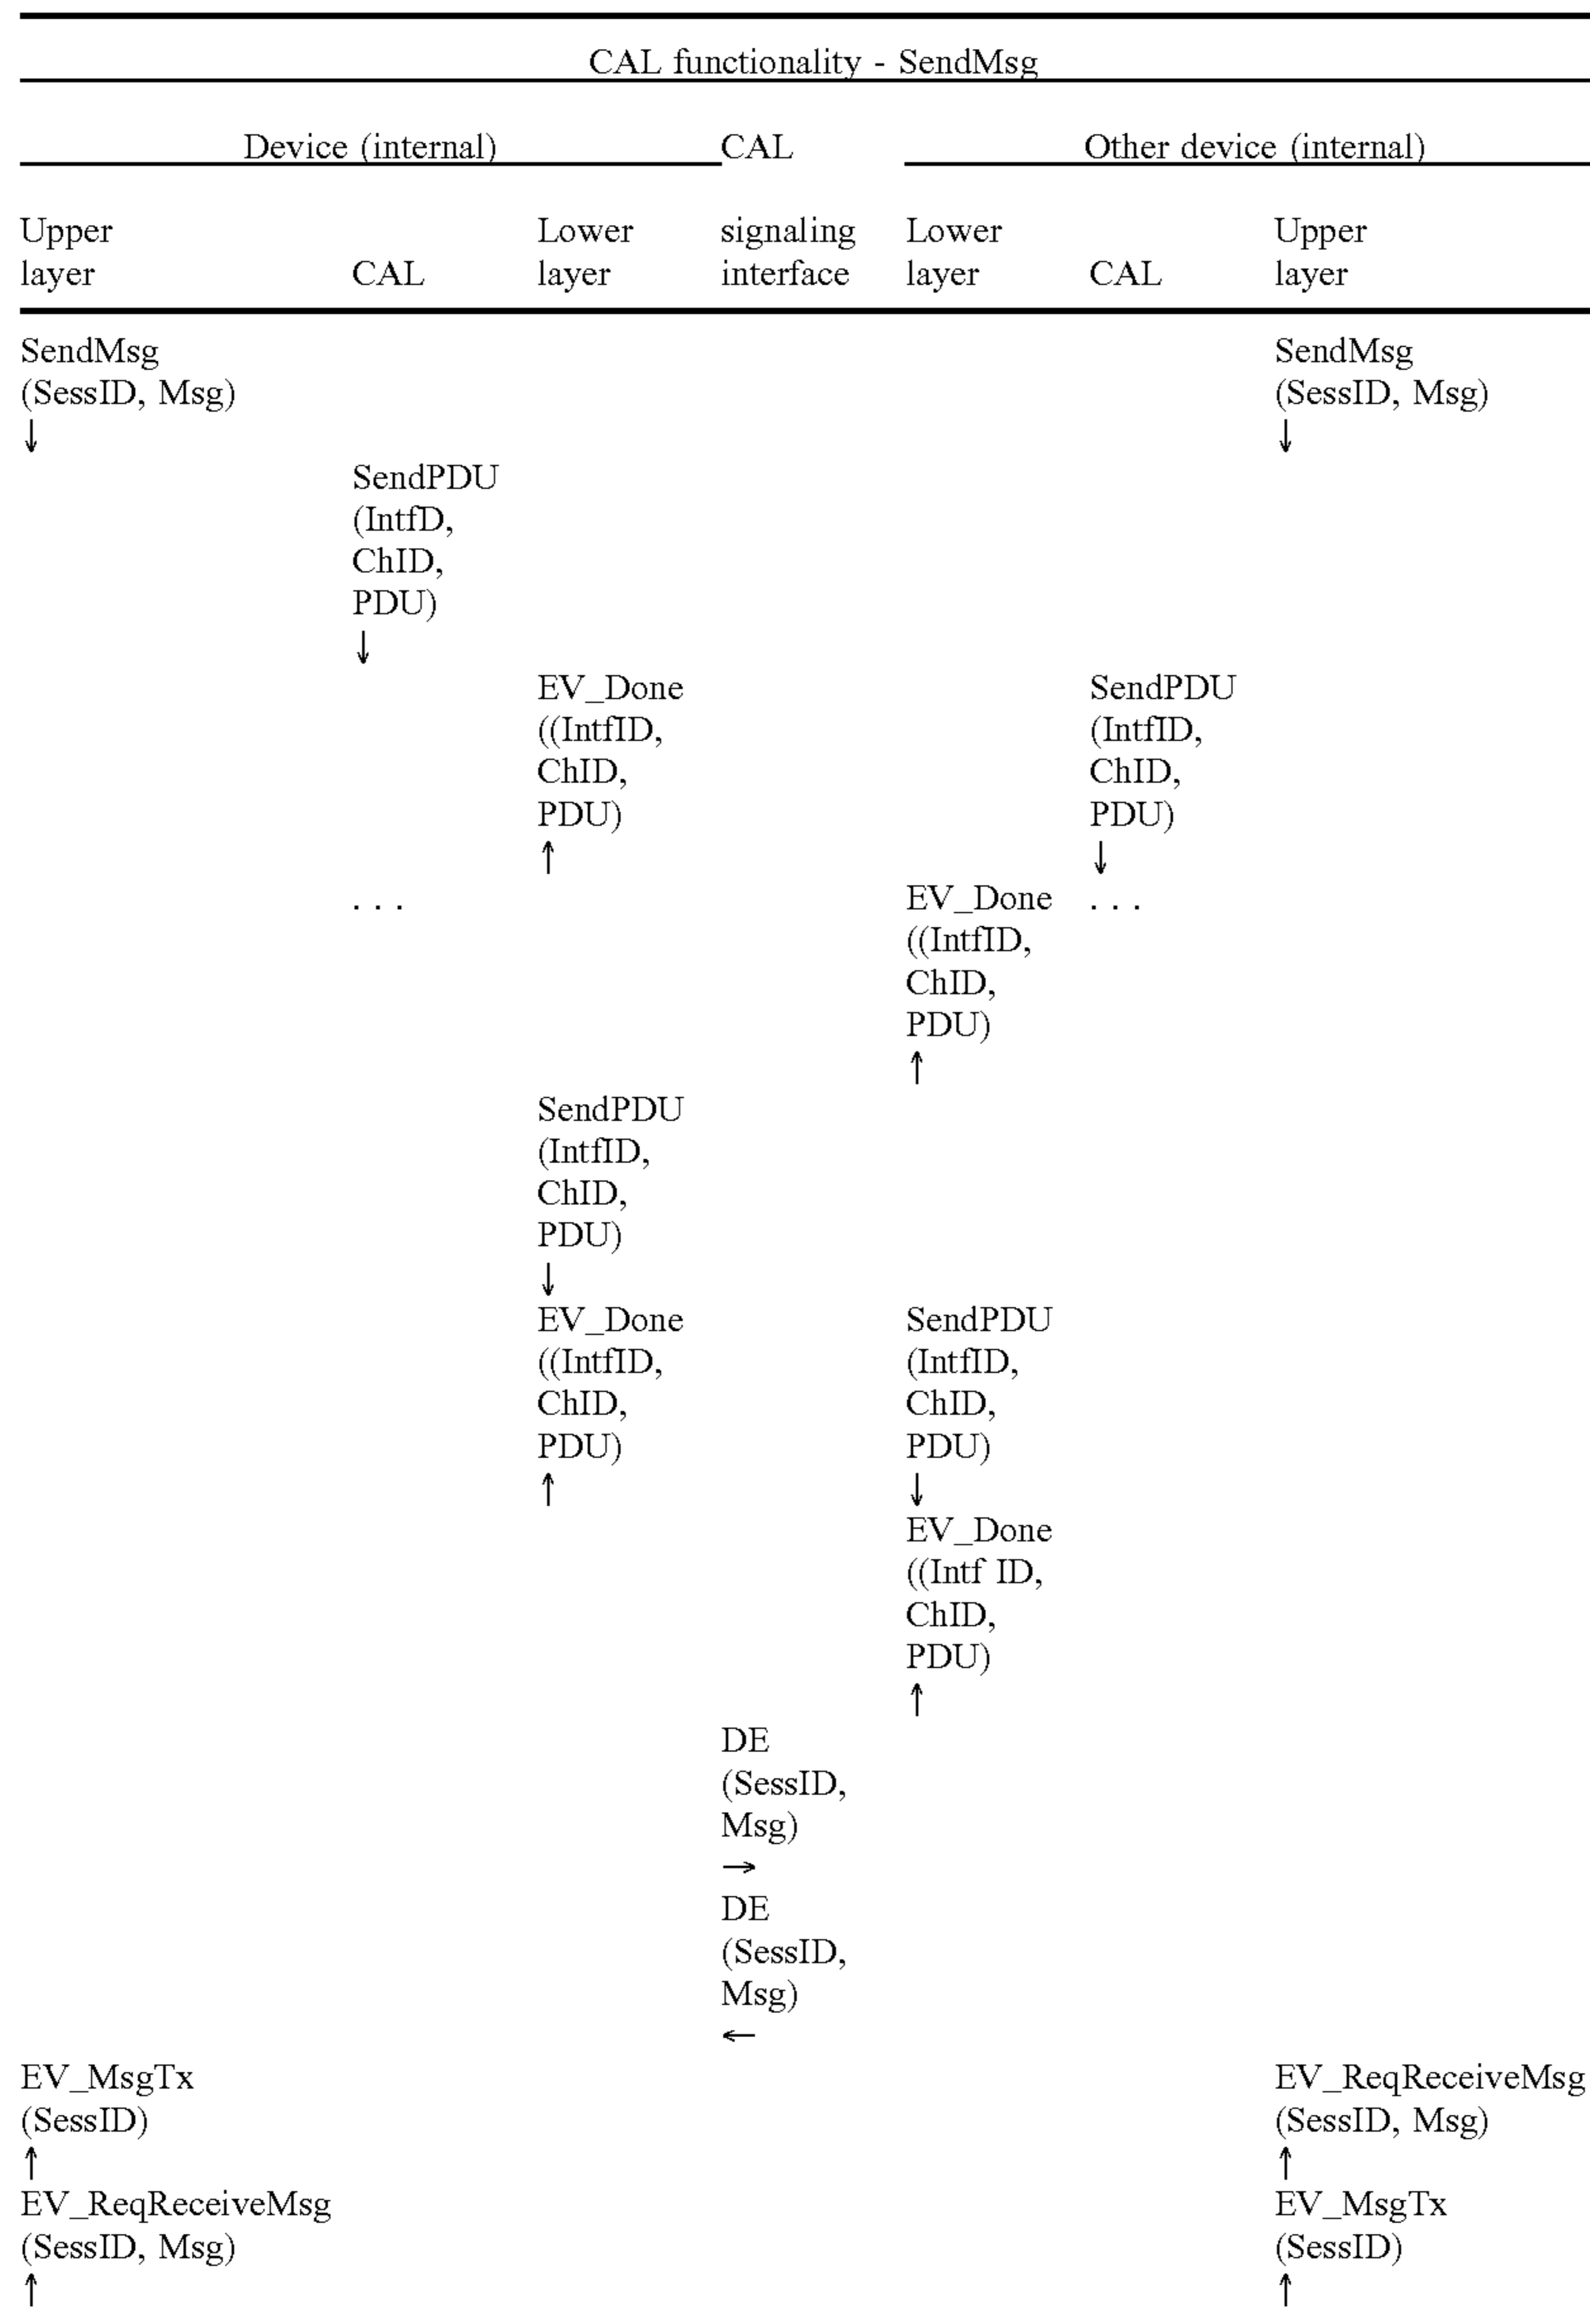 CAL functionality - SendMsg
Device (internal) CAL Other device (internal)
Upper Lower signaling Lower Upper
layer CAL layer interface layer CAL layer
SendMsg SendMsg
(SessID, Msg) (SessID, Msg)
↓ ↓
SendPDU
(IntfD,
ChID,
PDU)
↓
EV_Done SendPDU
((IntfID, (IntfID,
ChID, ChID,
PDU) PDU)
↑ ↓
. . . EV_Done . . .
((IntfID,
ChID,
PDU)
↑
SendPDU
(IntfID,
ChID,
PDU)
↓
EV_Done SendPDU
((IntfID, (IntfID,
ChID, ChID,
PDU) PDU)
↑ ↓
EV_Done
((Intf ID,
ChID,
PDU)
↑
DE
(SessID,
Msg)
→
DE
(SessID,
Msg)
←
EV_MsgTx EV_ReqReceiveMsg
(SessID) (SessID, Msg)
↑ ↑
EV_ReqReceiveMsg EV_MsgTx
(SessID, Msg) (SessID)
↑ ↑